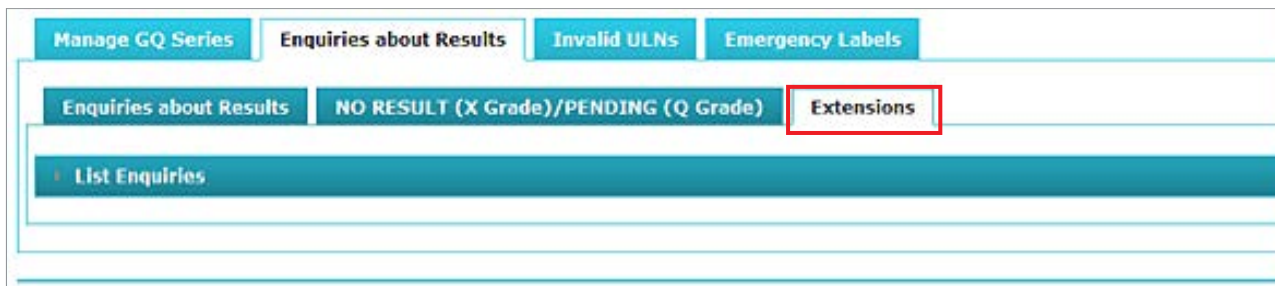 Manage GQ Series Enquiries about Results Invalid ULNs Emergency Labels
Enquiries about Results NO RESULT (X Grade)/PENDING (Q Grade) Extensions
List Enquiries